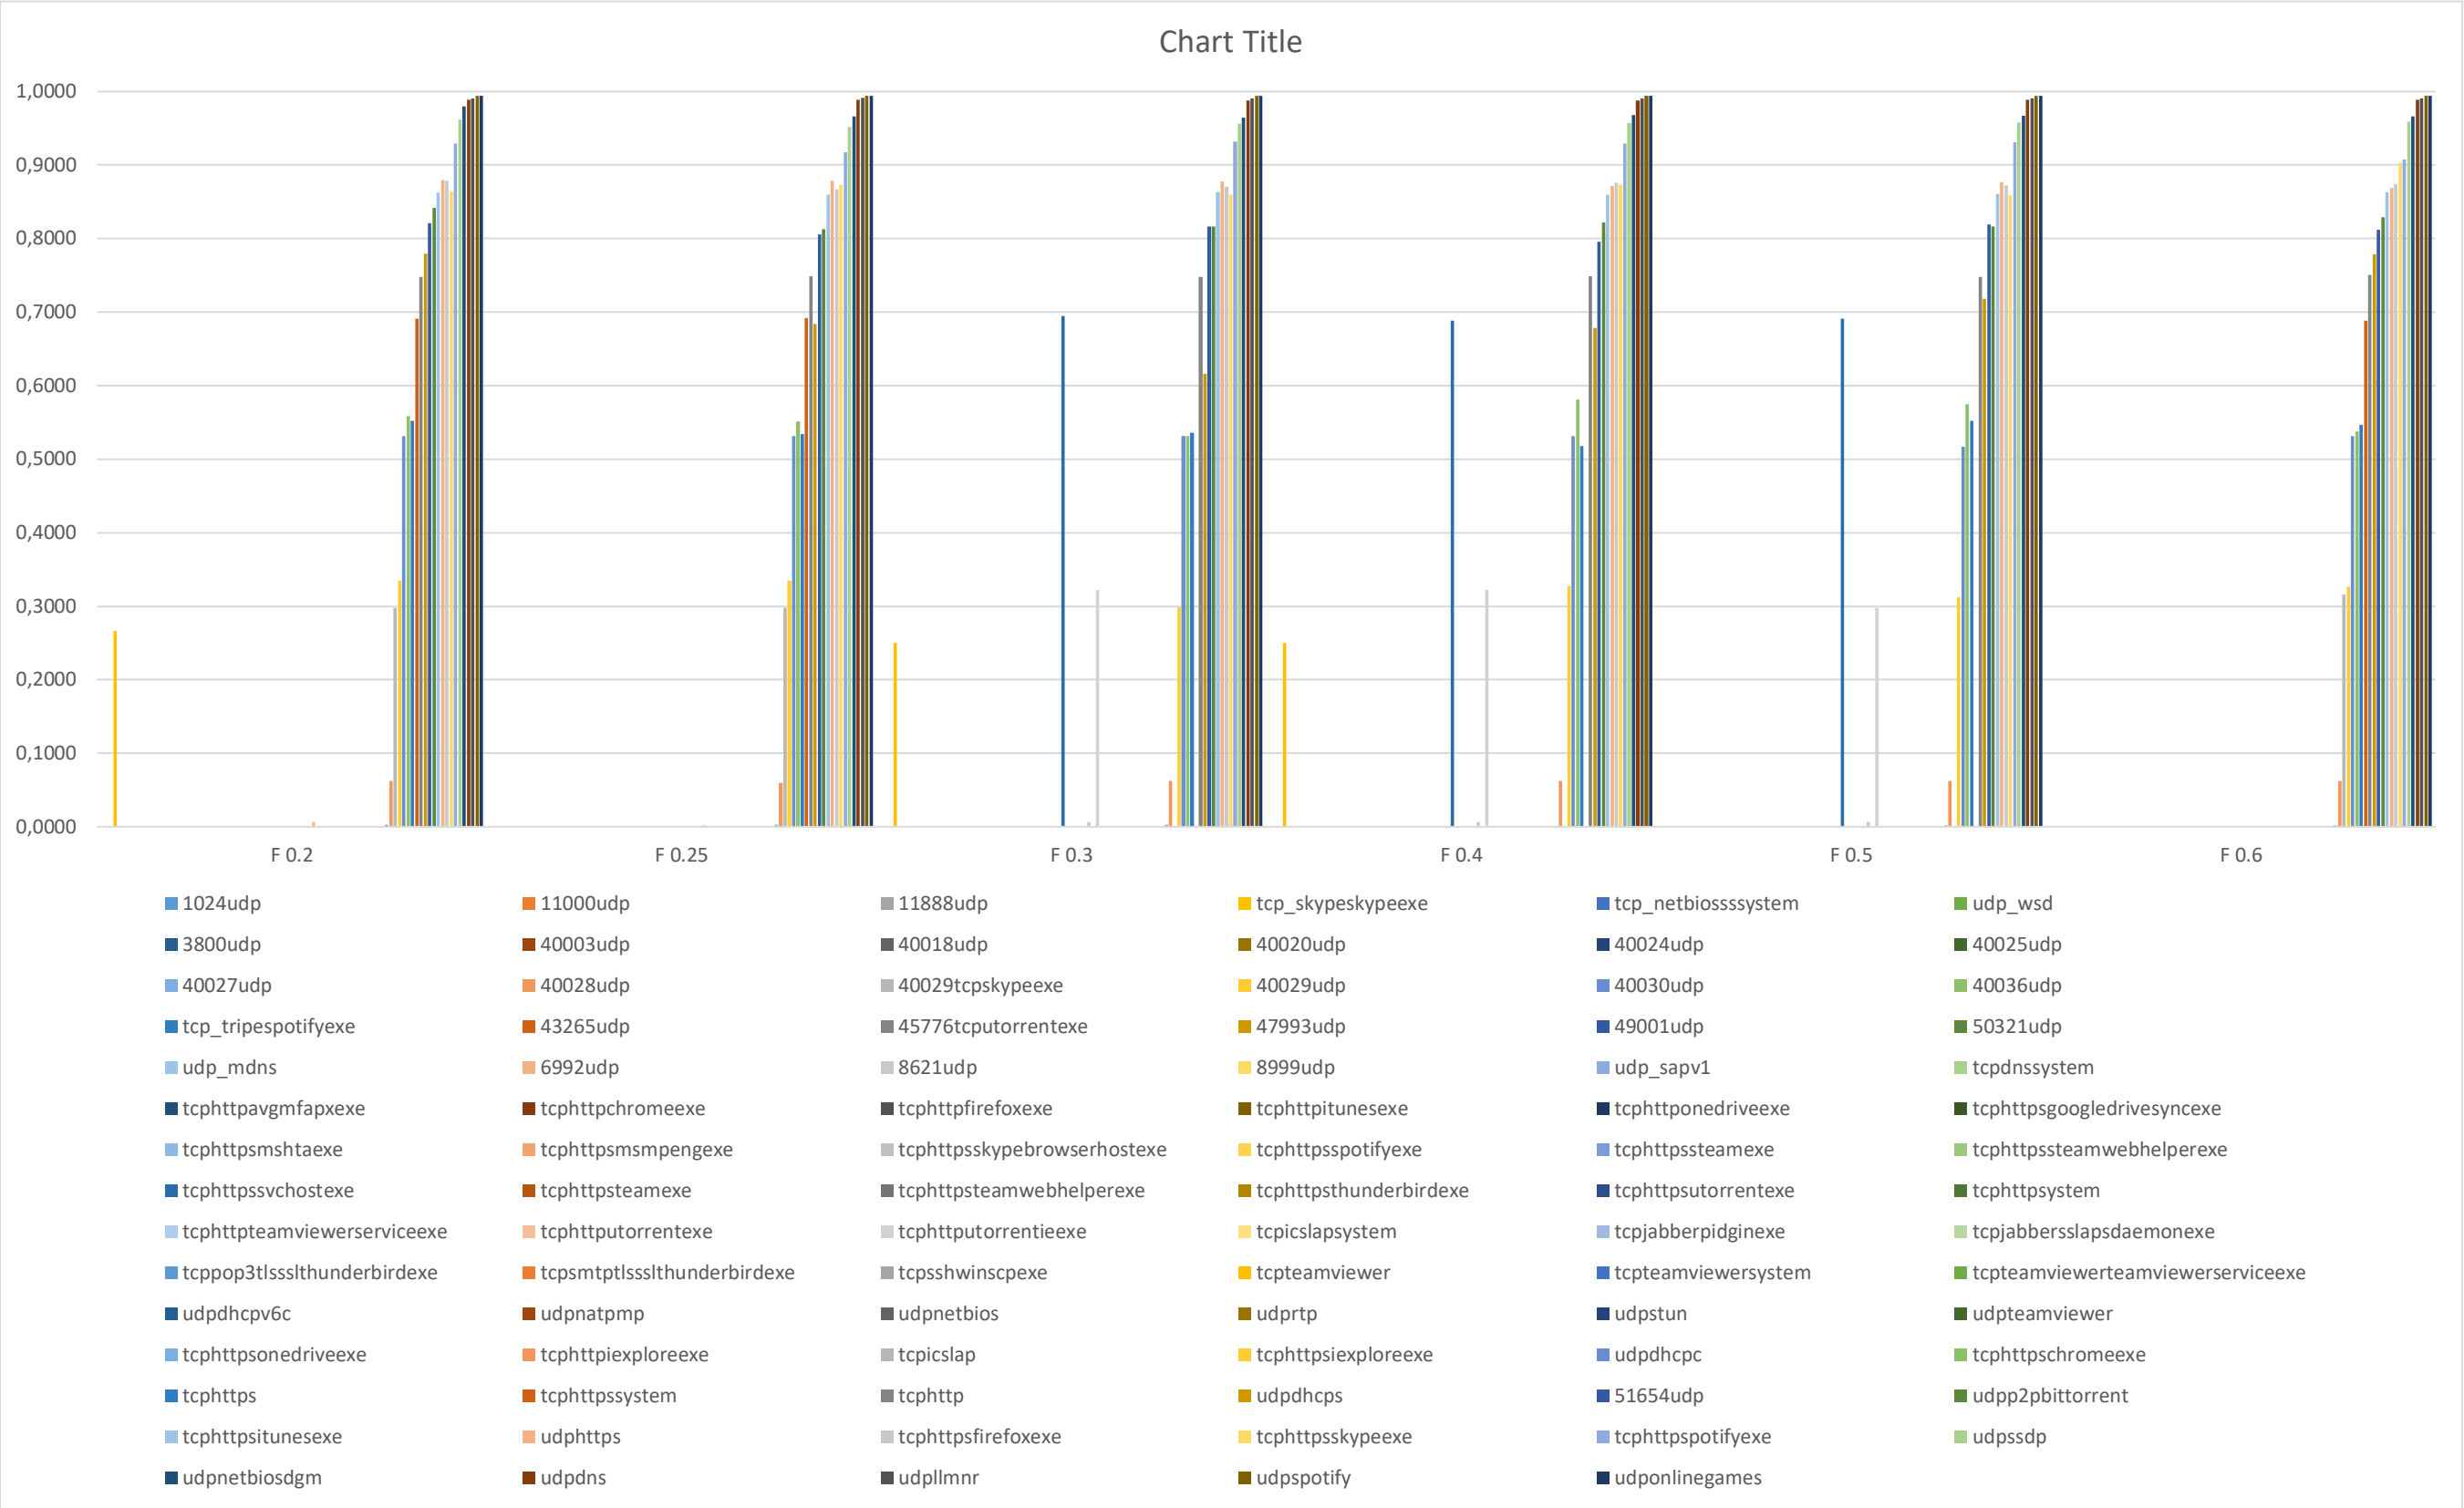 Chart Title
1,0000
0,9000
0,8000
0,7000
0,6000
0,5000
0,4000
0,3000
0,2000
0,1000
0,0000
F 0.2 F 0.25 F 0.3 F 0.4 F 0.5 F 0.6
1024udp 11000udp 11888udp tcp_skypeskypeexe tcp_netbiossssystem udp_wsd
3800udp 40003udp 40018udp 40020udp 40024udp 40025udp
40027udp 40028udp 40029tcpskypeexe 40029udp 40030udp 40036udp
tcp_tripespotifyexe 43265udp 45776tcputorrentexe 47993udp 49001udp 50321udp
udp_mdns 6992udp 8621udp 8999udp udp_sapv1 tcpdnssystem
tcphttpavgmfapxexe tcphttpchromeexe tcphttpfirefoxexe tcphttpitunesexe tcphttponedriveexe tcphttpsgoogledrivesyncexe
tcphttpsmshtaexe tcphttpsmsmpengexe tcphttpsskypebrowserhostexe tcphttpsspotifyexe tcphttpssteamexe tcphttpssteamwebhelperexe
tcphttpssvchostexe tcphttpsteamexe tcphttpsteamwebhelperexe tcphttpsthunderbirdexe tcphttpsutorrentexe tcphttpsystem
tcphttpteamviewerserviceexe tcphttputorrentexe tcphttputorrentieexe tcpicslapsystem tcpjabberpidginexe tcpjabbersslapsdaemonexe
tcppop3tlssslthunderbirdexe tcpsmtptlssslthunderbirdexe tcpsshwinscpexe tcpteamviewer tcpteamviewersystem tcpteamviewerteamviewerserviceexe
udpdhcpv6c udpnatpmp udpnetbios udprtp udpstun udpteamviewer
tcphttpsonedriveexe tcphttpiexploreexe tcpicslap tcphttpsiexploreexe udpdhcpc tcphttpschromeexe
tcphttps tcphttpssystem tcphttp udpdhcps 51654udp udpp2pbittorrent
tcphttpsitunesexe udphttps tcphttpsfirefoxexe tcphttpsskypeexe tcphttpspotifyexe udpssdp
udpnetbiosdgm udpdns udpllmnr udpspotify udponlinegames